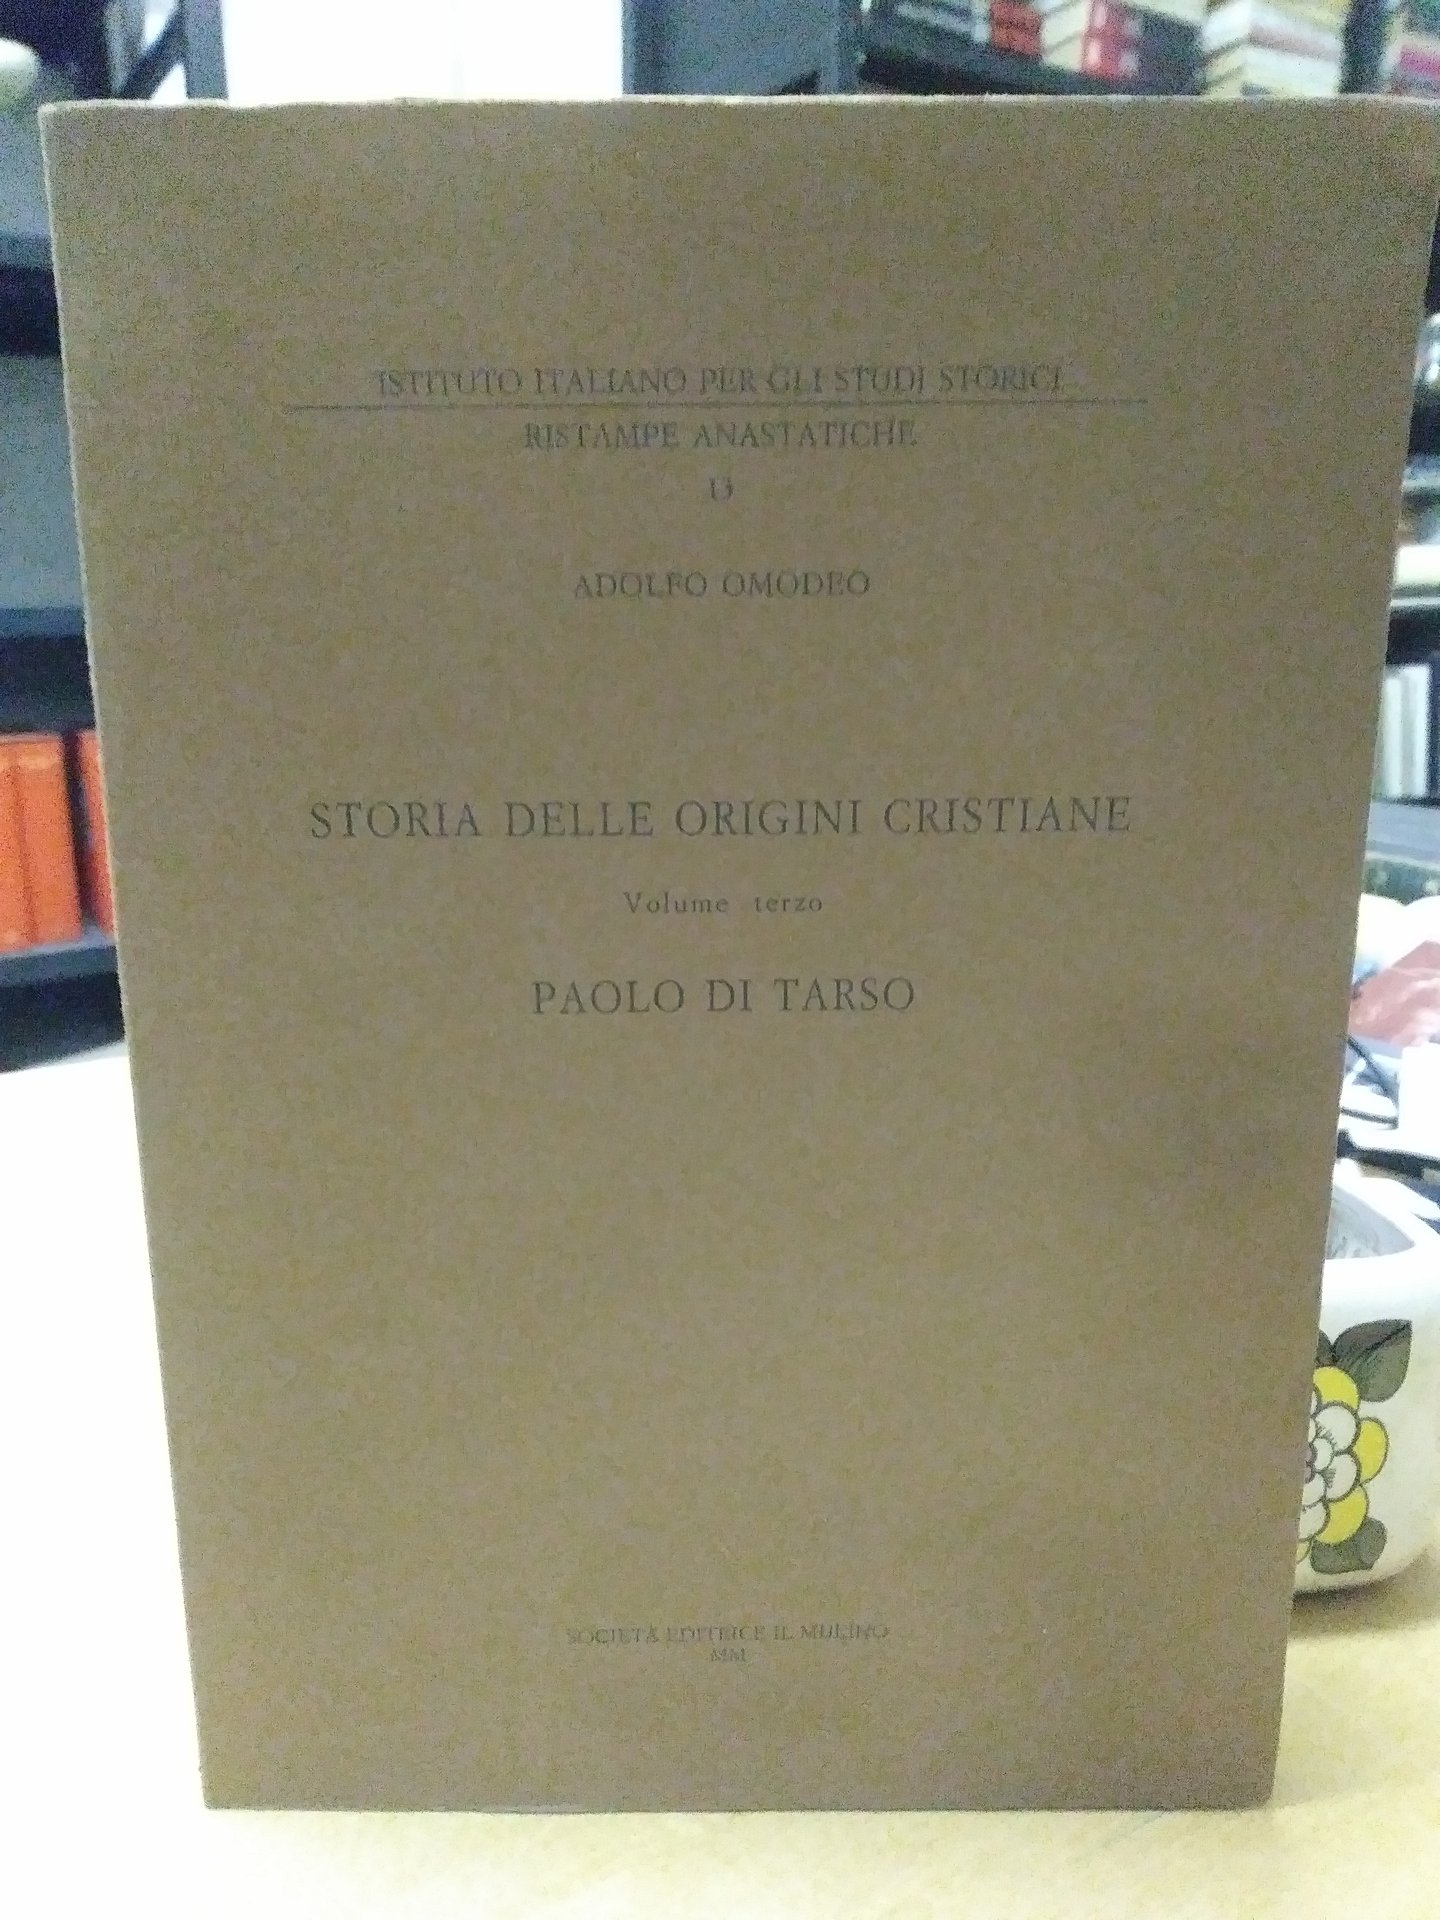 ISTITUTO ITALIANO PER GLI STUDI STORICI
RISTAMPE ANASTATICHE
13
ADOLFO OMODEO
STORIA DELLE ORIGINI CRISTIANE
Volume terzo
PAOLO DI TARSO
SOCIETÀ EDITRICE IL MULINO
MM